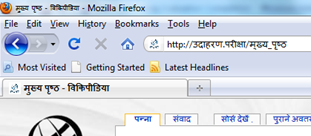 मुख्य पृष्ठ - विकिपीडिया - Mozilla Firefox
File Edit View History Bookmarks Tools Help
http://उदाहरण.परीक्षा/मुख्य_पृष्ठ
Most Visited Getting Started Latest Headlines
मुख्य पृष्ठ - विकिपीडिया
पन्ना संवाद सोर्स देखें . पुराने अवत